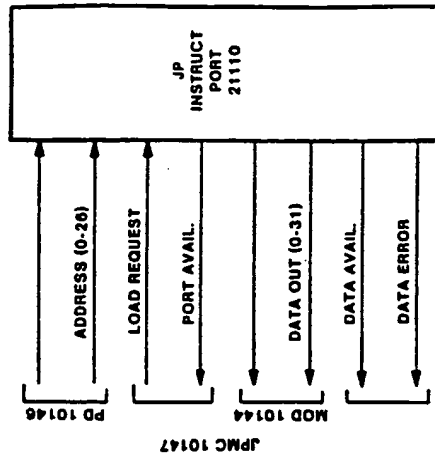 JP
INSTRUCT
PORT
21110
ADDRESS (0-26)
LOAD REQUEST
PORT AVAIL.
DATA OUT (0-31)
DATA AVAIL.
DATA ERROR
PD 10146
MOD 10144
JPMC 10147